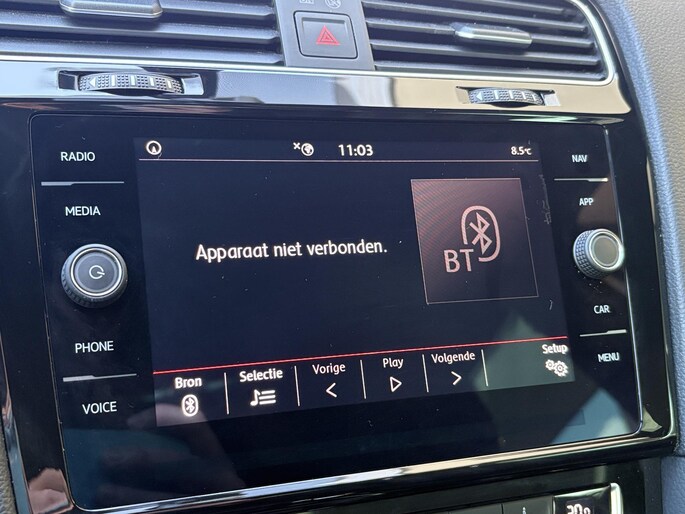 RADIO
MEDIA
PHONE
VOICE
11:03
8.5°C
Apparaat niet verbonden.
BT
Bron
Selectie
Vorige
Play
Volgende
Setup
NAV
APP
CAR
MENU